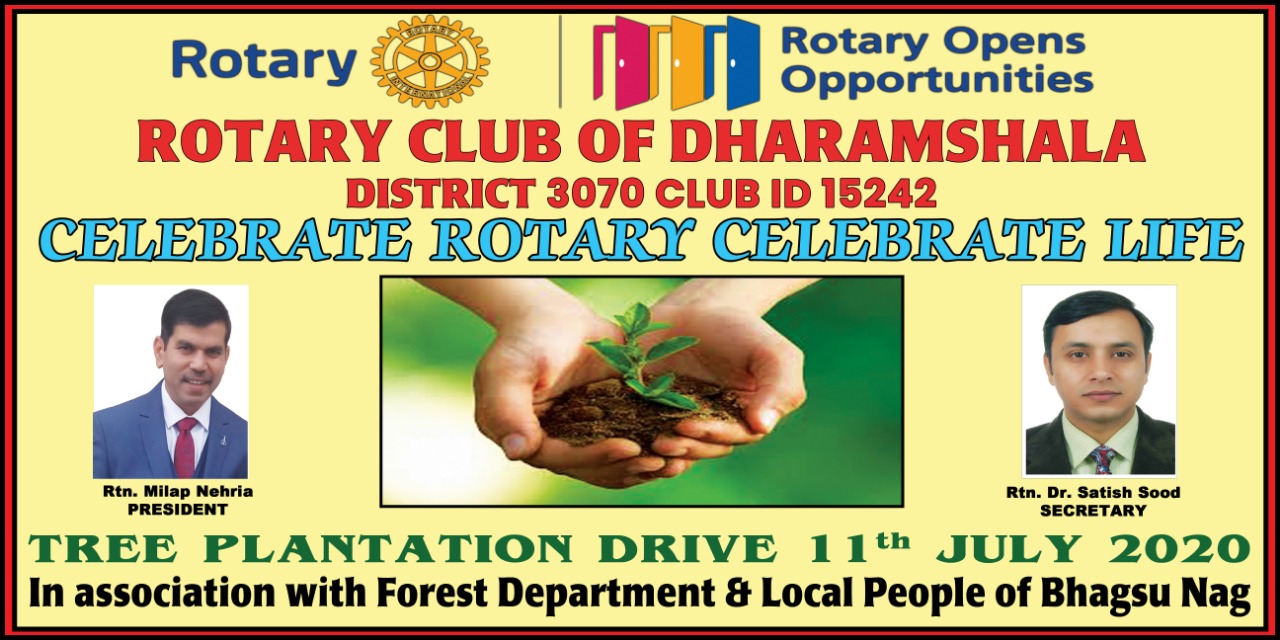 Rotary
ROTARY
INTERNATIONAL
Rotary Opens
Opportunities
ROTARY CLUB OF DHARAMSHALA
DISTRICT 3070 CLUB ID 15242
CELEBRATE ROTARY CELEBRATE LIFE
Rtn. Milap Nehria
PRESIDENT
Rtn. Dr. Satish Sood
SECRETARY
TREE PLANTATION DRIVE 11th JULY 2020
In association with Forest Department & Local People of Bhagsu Nag